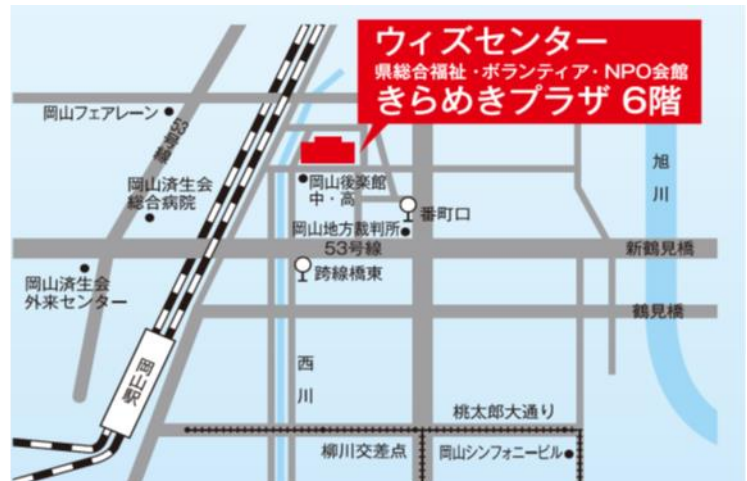 ウィズセンター
県総合福祉・ボランティア・NPO会館
きらめきプラザ 6階
岡山フェアレーン
53号線
旭川
岡山済生会
総合病院
岡山後楽館
中・高
番町口
岡山地方裁判所
53号線
新鶴見橋
跨線橋東
岡山済生会
外来センター
鶴見橋
岡山駅
西川
桃太郎大通り
柳川交差点
岡山シンフォニービル